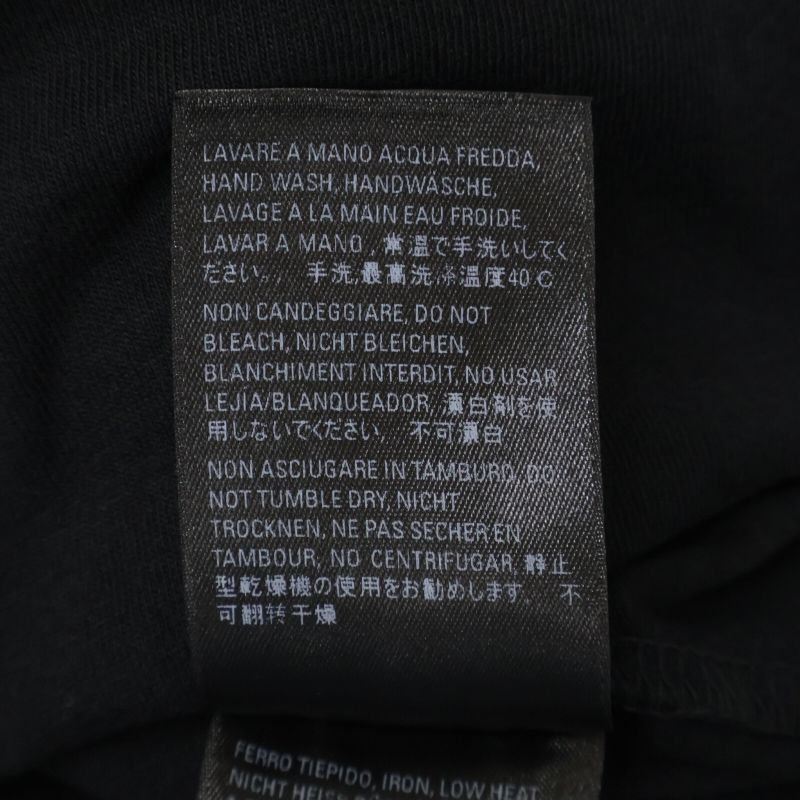 LAVARE A MANO ACQUA FREDDA,
HAND WASH, HANDWÄSCHE,
LAVAGE A LA MAIN EAU FROIDE,
LAVAR A MANO, 常温で手洗いしてく
ださい。, 手洗,最高洗涤温度40℃
NON CANDEGGIARE, DO NOT
BLEACH, NICHT BLEICHEN,
BLANCHIMENT INTERDIT, NO USAR
LEJIA/BLANQUEADOR, 漂白剤を使
用しないでください, 不可漂白
NON ASCIUGARE IN TAMBURO, DO
NOT TUMBLE DRY, NICHT
TROCKNEN, NE PAS SECHER EN
TAMBOUR, NO CENTRIFUGAR, 静止
型乾燥機の使用をお勧めします. 不
可翻转干燥
FERRO TIEPIDO, IRON, LOW HEAT
NICHT HEISS